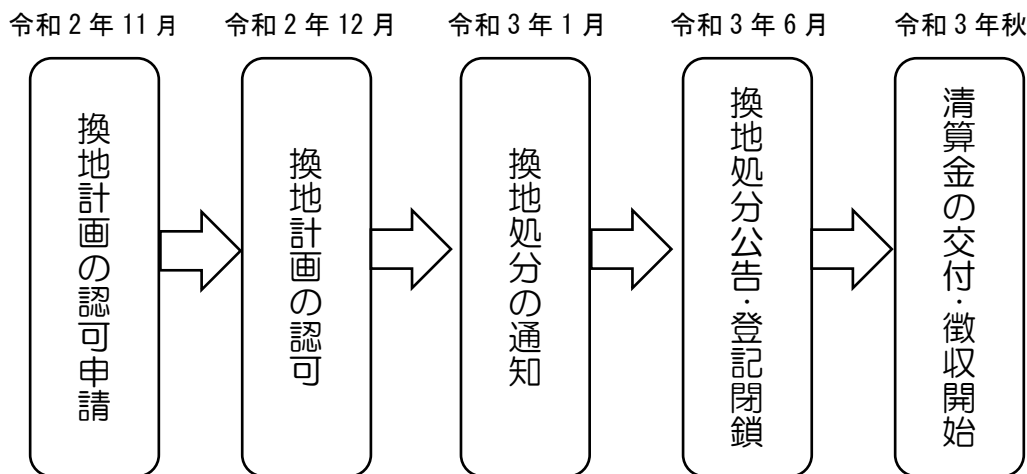 令和2年11月
令和2年12月
令和3年1月
令和3年6月
令和3年秋
換地計画の認可申請
換地計画の認可
換地処分の通知
換地処分公告・登記閉鎖
清算金の交付・徴収開始